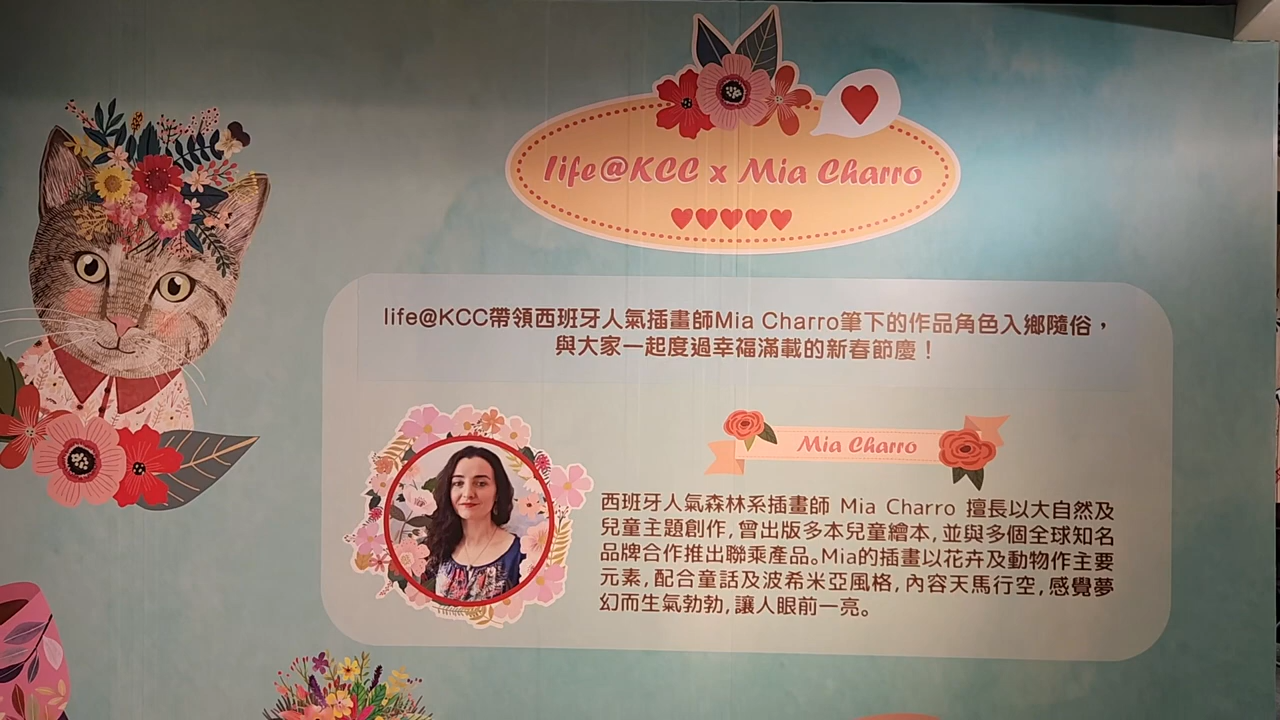 life@KCC x Mia Charro
life@KCC帶領西班牙人氣插畫師Mia Charro筆下的作品角色入鄉隨俗，
與大家一起度過幸福滿載的新春節慶！
Mia Charro
西班牙人氣森林系插畫師 Mia Charro 擅長以大自然及
兒童主題創作,曾出版多本兒童繪本,並與多個全球知名
品牌合作推出聯乘產品。Mia的插畫以花卉及動物作主要
元素,配合童話及波希米亞風格,內容天馬行空,感覺夢
幻而生氣勃勃,讓人眼前一亮。